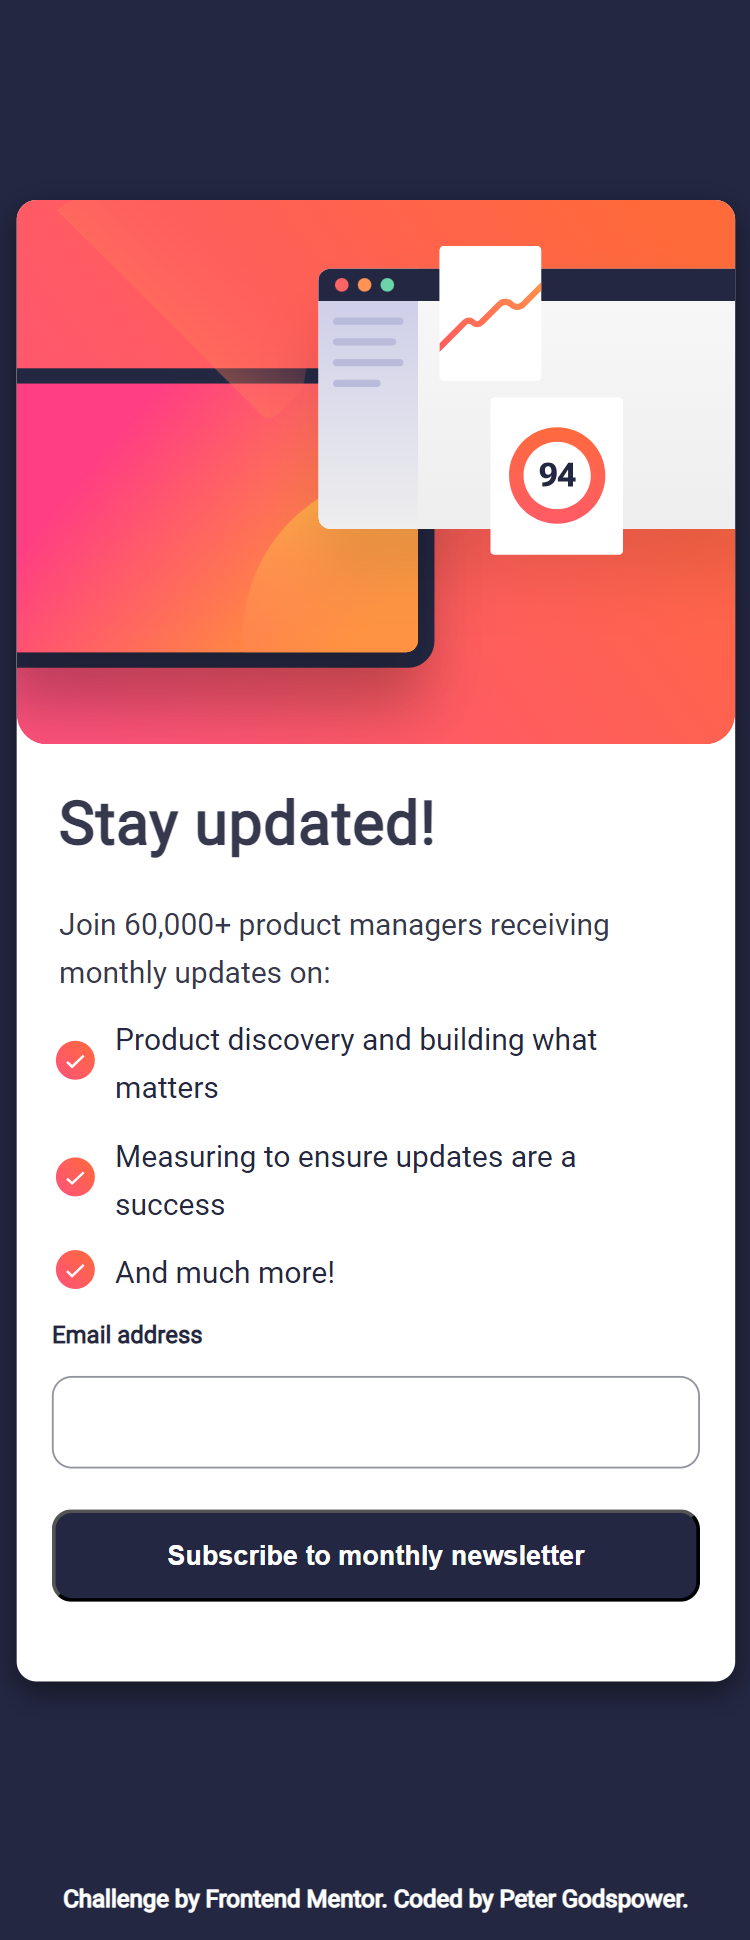 94
Stay updated!
Join 60,000+ product managers receiving
monthly updates on:
Product discovery and building what
matters
Measuring to ensure updates are a
success
And much more!
Email address
Subscribe to monthly newsletter
Challenge by Frontend Mentor. Coded by Peter Godspower.